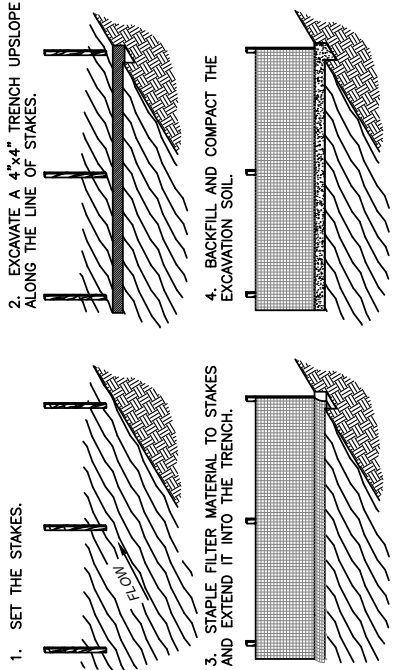 1. SET THE STAKES.
FLOW
2. EXCAVATE A 4"x4" TRENCH UPSLOPE
ALONG THE LINE OF STAKES.
3. STAPLE FILTER MATERIAL TO STAKES
AND EXTEND IT INTO THE TRENCH.
4. BACKFILL AND COMPACT THE
EXCAVATION SOIL.